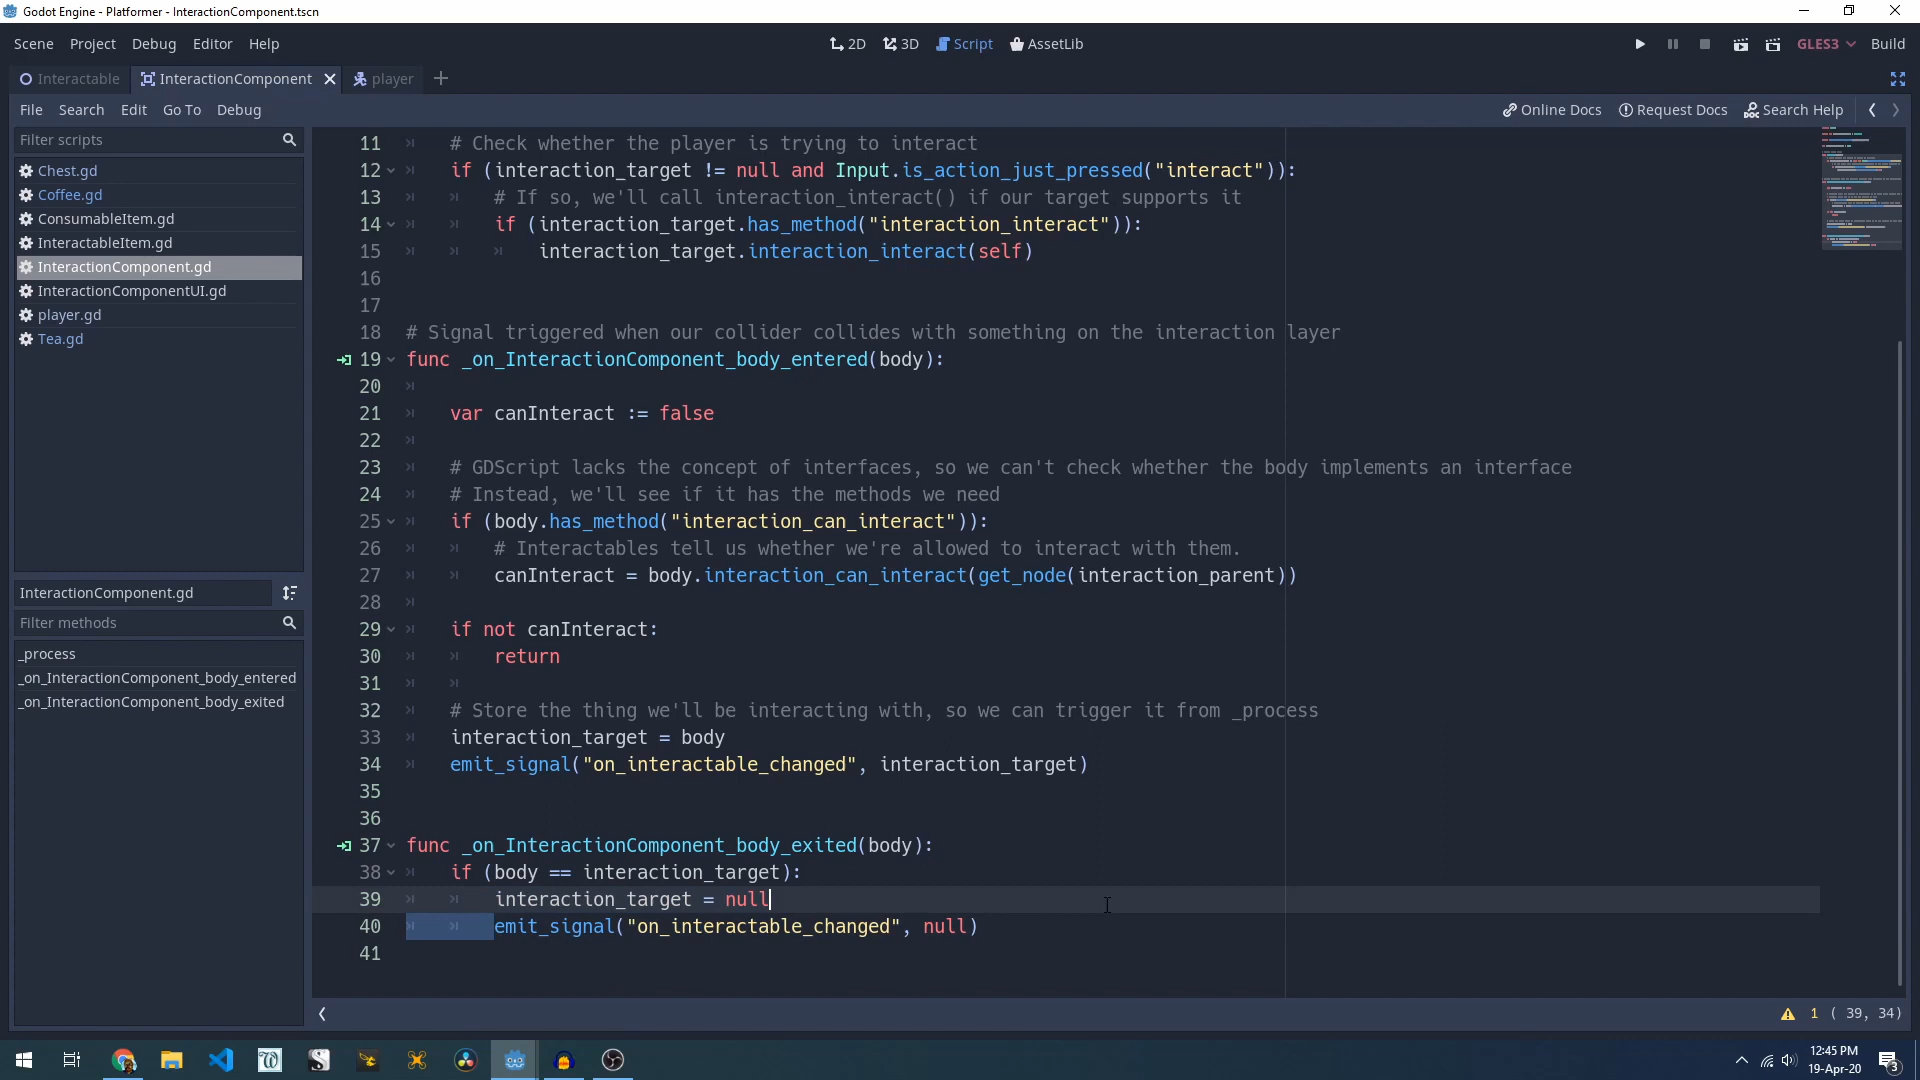 Godot Engine - Platformer - InteractionComponent.tscn
Scene Project Debug Editor Help
2D 3D Script AssetLib
GLES3 Build
Interactable InteractionComponent player
File Search Edit Go To Debug
Online Docs Request Docs Search Help
Filter scripts
Chest.gd
Coffee.gd
ConsumableItem.gd
InteractableItem.gd
InteractionComponent.gd
InteractionComponentUI.gd
player.gd
Tea.gd
InteractionComponent.gd
Filter methods
_process
_on_InteractionComponent_body_entered
_on_InteractionComponent_body_exited
11 # Check whether the player is trying to interact
12 if (interaction_target != null and Input.is_action_just_pressed("interact")):
13 # If so, we'll call interaction_interact() if our target supports it
14 if (interaction_target.has_method("interaction_interact")):
15 interaction_target.interaction_interact(self)
16
17
18 # Signal triggered when our collider collides with something on the interaction layer
19 func _on_InteractionComponent_body_entered(body):
20
21 var canInteract := false
22
23 # GDScript lacks the concept of interfaces, so we can't check whether the body implements an interface
24 # Instead, we'll see if it has the methods we need
25 if (body.has_method("interaction_can_interact")):
26 # Interactables tell us whether we're allowed to interact with them.
27 canInteract = body.interaction_can_interact(get_node(interaction_parent))
28
29 if not canInteract:
30 return
31
32 # Store the thing we'll be interacting with, so we can trigger it from _process
33 interaction_target = body
34 emit_signal("on_interactable_changed", interaction_target)
35
36
37 func _on_InteractionComponent_body_exited(body):
38 if (body == interaction_target):
39 interaction_target = null
40 emit_signal("on_interactable_changed", null)
41
1 ( 39, 34)
12:45 PM
19-Apr-20
3